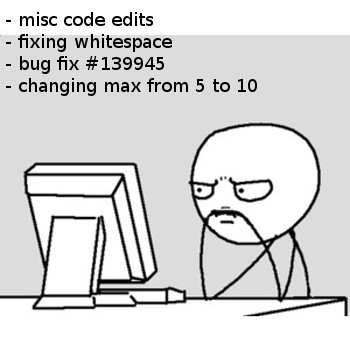 - misc code edits
- fixing whitespace
- bug fix #139945
- changing max from 5 to 10